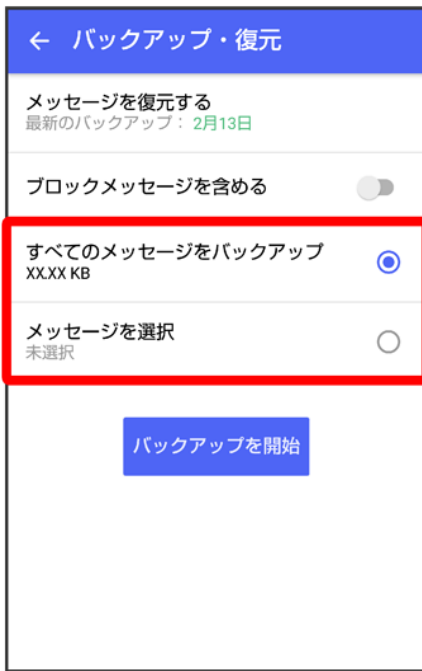 ← バックアップ・復元
メッセージを復元する
最新のバックアップ： 2月13日
ブロックメッセージを含める
すべてのメッセージをバックアップ
XX.XX KB
メッセージを選択
未選択
バックアップを開始